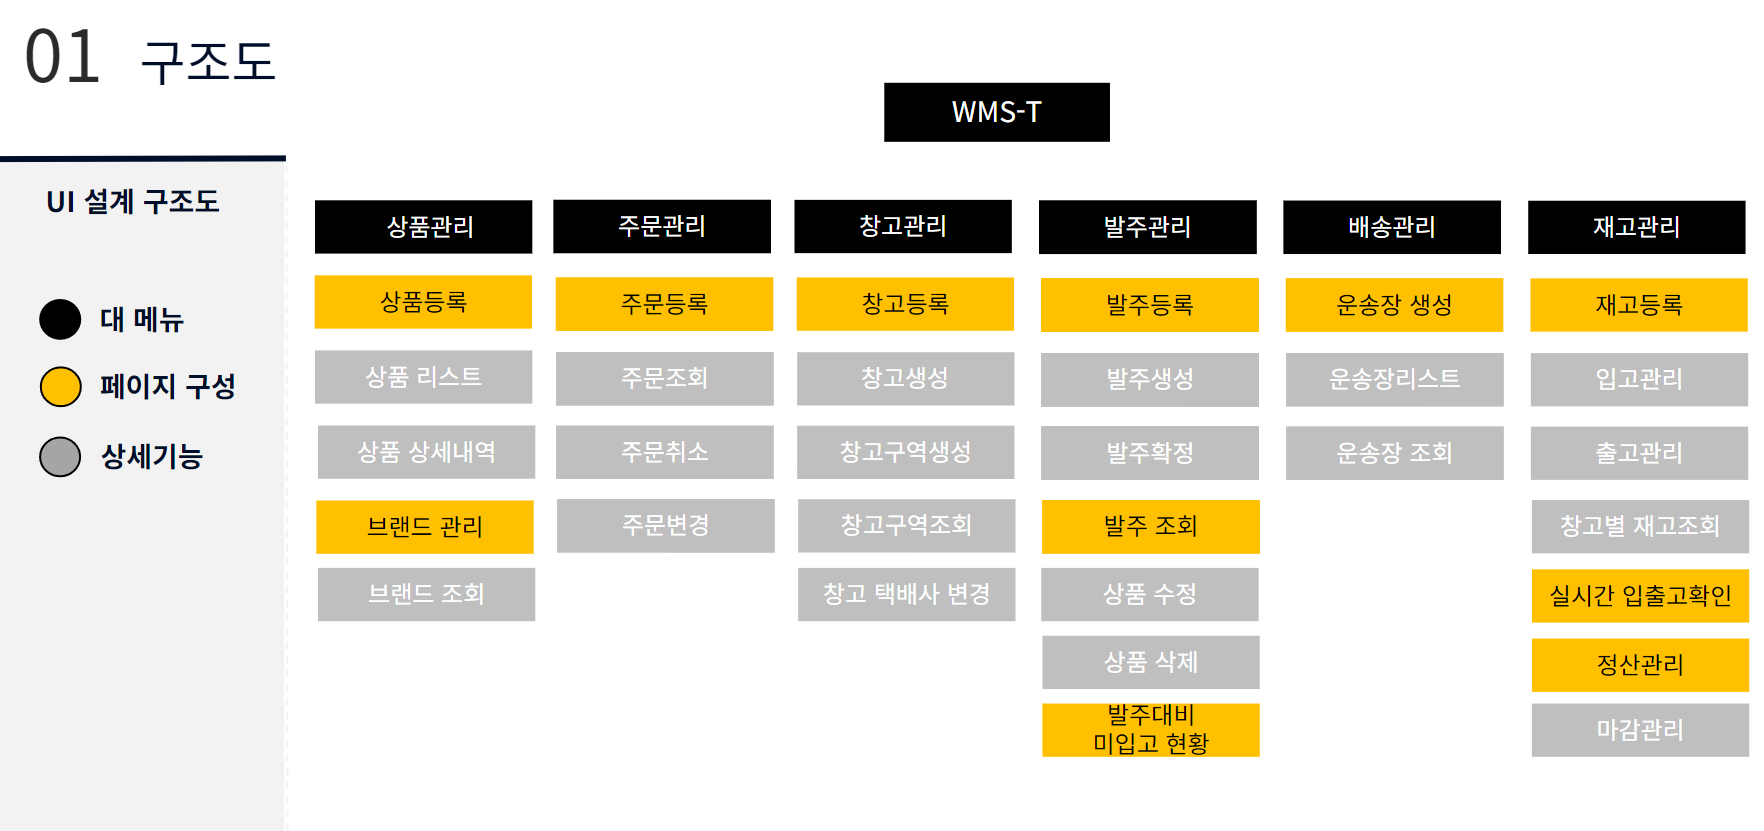 01 구조도
WMS-T
UI 설계 구조도
대 메뉴
페이지 구성
상세기능
상품관리
상품등록
상품 리스트
상품 상세내역
브랜드 관리
브랜드 조회
주문관리
주문등록
주문조회
주문취소
주문변경
창고관리
창고등록
창고생성
창고구역생성
창고구역조회
창고 택배사 변경
발주관리
발주등록
발주생성
발주확정
발주 조회
상품 수정
상품 삭제
발주대비
미입고 현황
배송관리
운송장 생성
운송장리스트
운송장 조회
재고관리
재고등록
입고관리
출고관리
창고별 재고조회
실시간 입출고확인
정산관리
마감관리